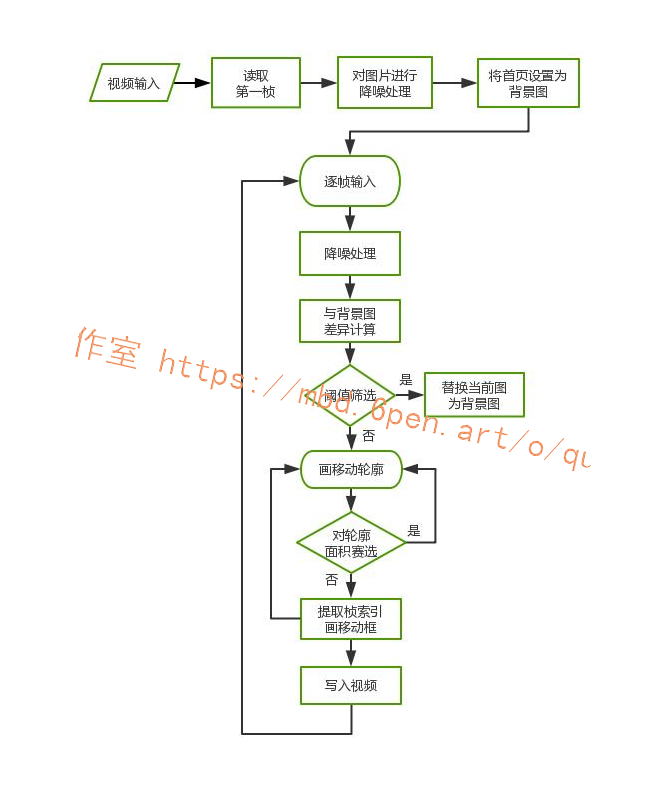 视频输入
读取
第一桢
对图片进行
降噪处理
将首页设置为
背景图
逐帧输入
降噪处理
与背景图
差异计算
阈值筛选
是
替换当前图
为背景图
否
作室 https://mbd.6pen.art/o/qu
画移动轮廓
对轮廓
面积赛选
是
否
提取桢索引
画移动框
写入视频